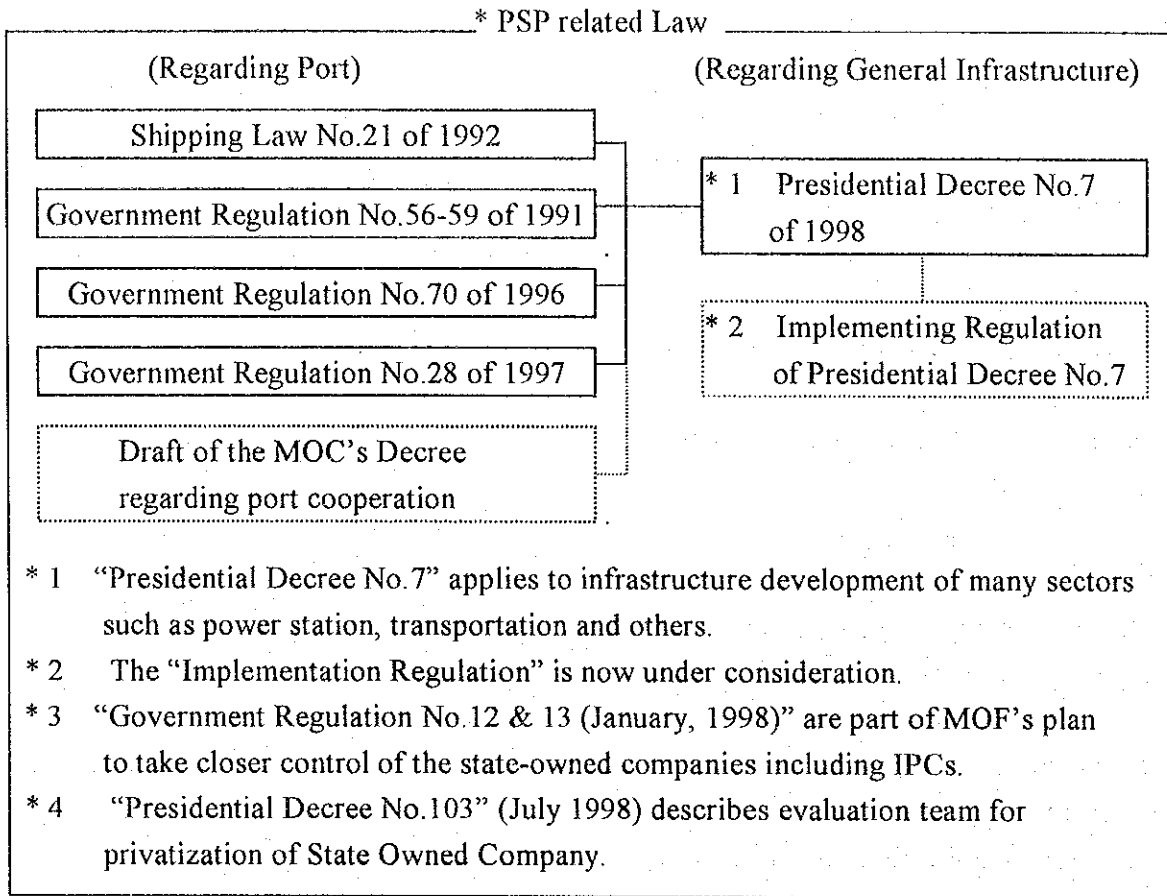 * PSP related Law
(Regarding Port)
(Regarding General Infrastructure)
Shipping Law No.21 of 1992
Government Regulation No.56-59 of 1991
Government Regulation No.70 of 1996
Government Regulation No.28 of 1997
Draft of the MOC's Decree
regarding port cooperation
* 1 Presidential Decree No.7
of 1998
* 2 Implementing Regulation
of Presidential Decree No.7
* 1 "Presidential Decree No.7" applies to infrastructure development of many sectors
such as power station, transportation and others.
* 2 The "Implementation Regulation" is now under consideration.
* 3 "Government Regulation No.12 & 13 (January, 1998)" are part of MOF's plan
to take closer control of the state-owned companies including IPCs.
* 4 "Presidential Decree No.103" (July 1998) describes evaluation team for
privatization of State Owned Company.